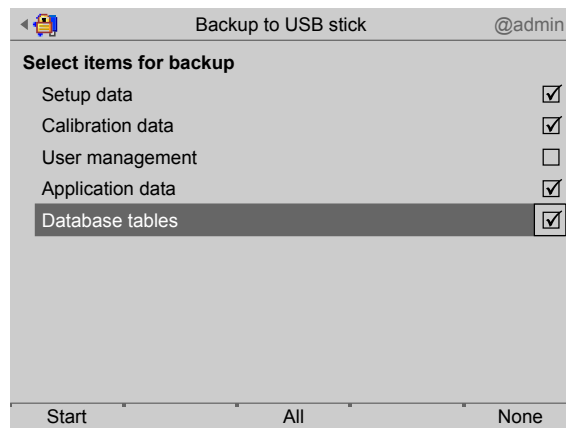 Backup to USB stick @admin
Select items for backup
Setup data
Calibration data
User management
Application data
Database tables
Start All None